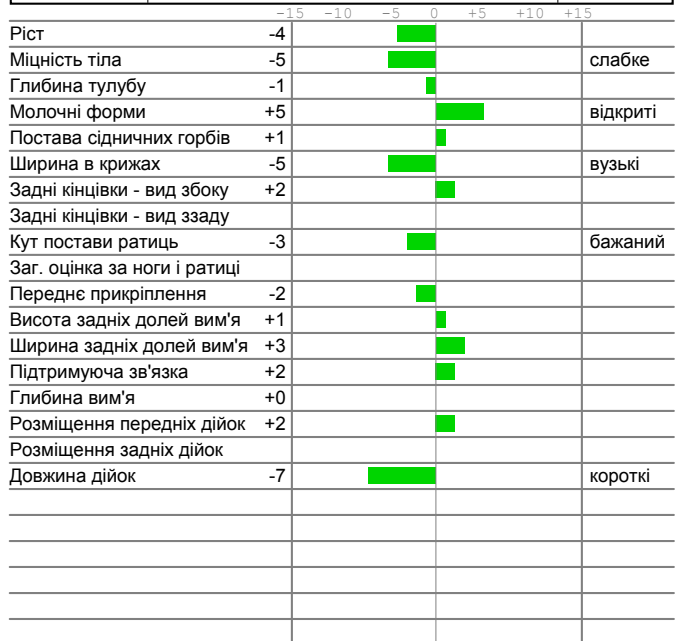 -15 -10 -5 0 +5 +10 +15
Ріст -4
Міцність тіла -5 слабке
Глибина тулубу -1
Молочні форми +5 відкриті
Постава сідничних горбів +1
Ширина в крижах -5 вузькі
Задні кінцівки - вид збоку +2
Задні кінцівки - вид ззаду
Кут постави ратиць -3 бажаний
Заг. оцінка за ноги і ратиці
Переднє прикріплення -2
Висота задніх долей вим'я +1
Ширина задніх долей вим'я +3
Підтримуюча зв'язка +2
Глибина вим'я +0
Розміщення передніх дійок +2
Розміщення задніх дійок
Довжина дійок -7 короткі